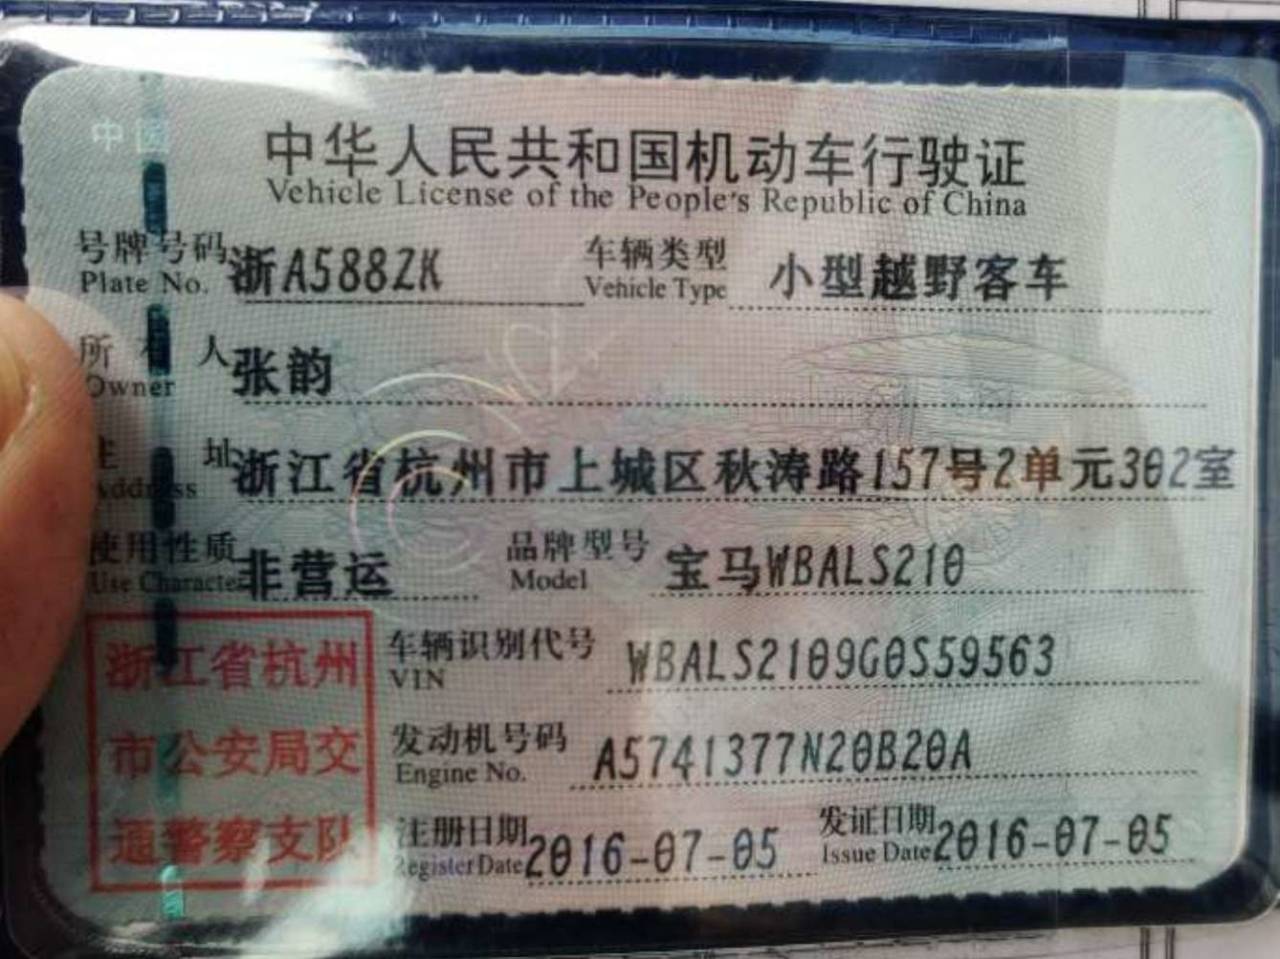 中国
中华人民共和国机动车行驶证
Vehicle License of the People's Republic of China
号牌号码 浙A5882K 车辆类型 小型越野客车
Plate No. Vehicle Type
所有人 张韵
Owner
住址 浙江省杭州市上城区秋涛路157号2单元302室
Address
使用性质 非营运 品牌型号 宝马WBALS210
Use Character Model
车辆识别代号 WBALS2109G0S59563
VIN
发动机号码 A5741377N20B20A
Engine No.
注册日期 2016-07-05 发证日期 2016-07-05
Register Date Issue Date
浙江省杭州
市公安局交
通警察支队